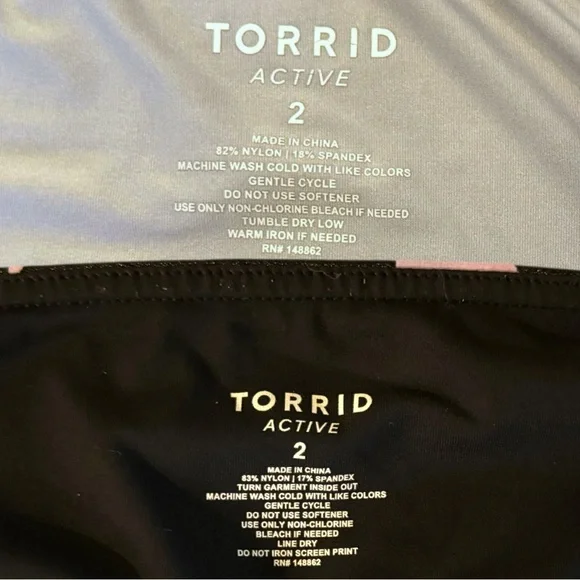 TORRID
ACTIVE
2
MADE IN CHINA
82% NYLON | 18% SPANDEX
MACHINE WASH COLD WITH LIKE COLORS
GENTLE CYCLE
DO NOT USE SOFTENER
USE ONLY NON-CHLORINE BLEACH IF NEEDED
TUMBLE DRY LOW
WARM IRON IF NEEDED
RN# 148862
TORRID
ACTIVE
2
MADE IN CHINA
83% NYLON | 17% SPANDEX
TURN GARMENT INSIDE OUT
MACHINE WASH COLD WITH LIKE COLORS
GENTLE CYCLE
DO NOT USE SOFTENER
USE ONLY NON-CHLORINE
BLEACH IF NEEDED
LINE DRY
DO NOT IRON SCREEN PRINT
RN# 148862